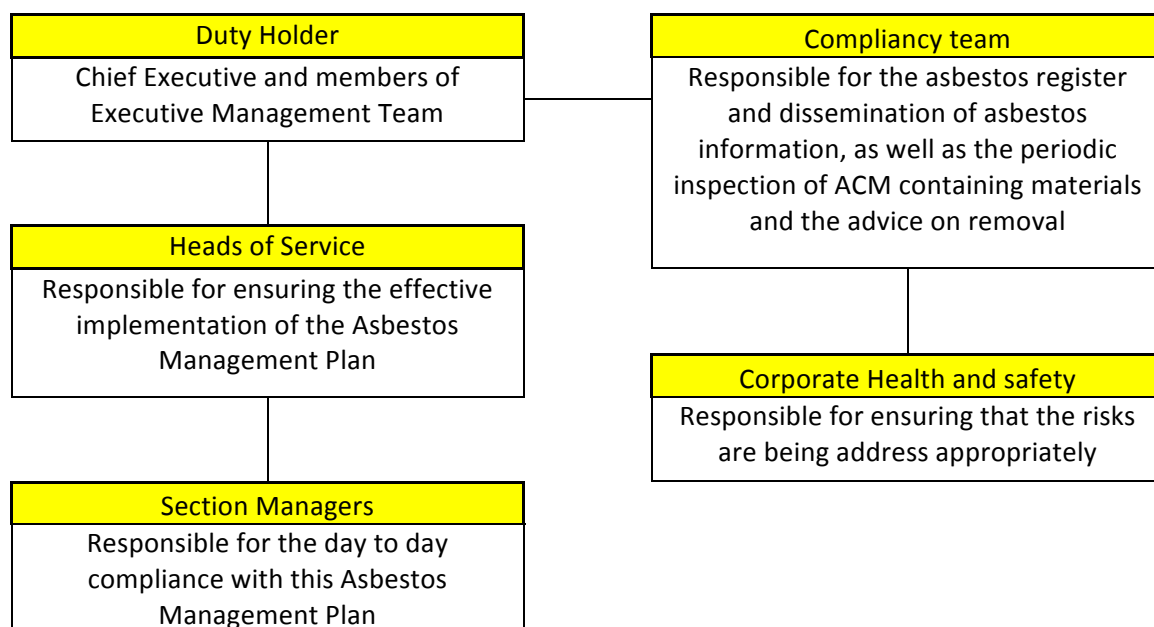 Duty Holder
Chief Executive and members of
Executive Management Team
Compliancy team
Responsible for the asbestos register
and dissemination of asbestos
information, as well as the periodic
inspection of ACM containing materials
and the advice on removal
Heads of Service
Responsible for ensuring the effective
implementation of the Asbestos
Management Plan
Corporate Health and safety
Responsible for ensuring that the risks
are being address appropriately
Section Managers
Responsible for the day to day
compliance with this Asbestos
Management Plan